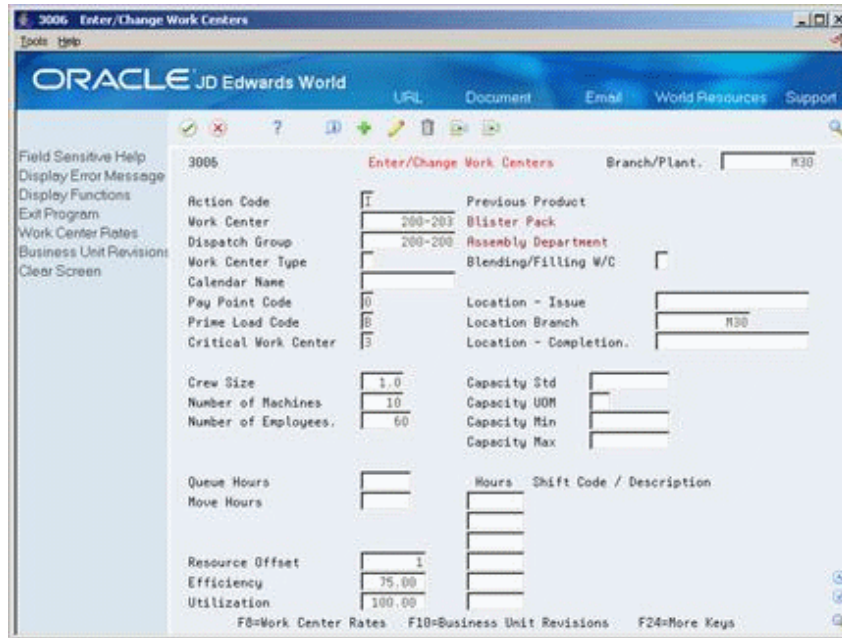 3006 Enter/Change Work Centers
Tools Help
ORACLE JD Edwards World
URL Document Email World Resources Support
Field Sensitive Help
Display Error Message
Display Functions
Exit Program
Work Center Rates
Business Unit Revisions
Clear Screen
3006 Enter/Change Work Centers Branch/Plant. M30
Action Code I Previous Product
Work Center 200-203 Blister Pack
Dispatch Group 200-200 Assembly Department
Work Center Type Blending/Filling W/C
Calendar Name
Pay Point Code 0 Location - Issue
Prime Load Code B Location Branch M30
Critical Work Center 3 Location - Completion.
Crew Size 1.0 Capacity Std
Number of Machines 10 Capacity UOM
Number of Employees. 60 Capacity Min
Capacity Max
Queue Hours Hours Shift Code / Description
Move Hours
Resource Offset 1
Efficiency 75.00
Utilization 100.00
F8=Work Center Rates F10=Business Unit Revisions F24=More Keys